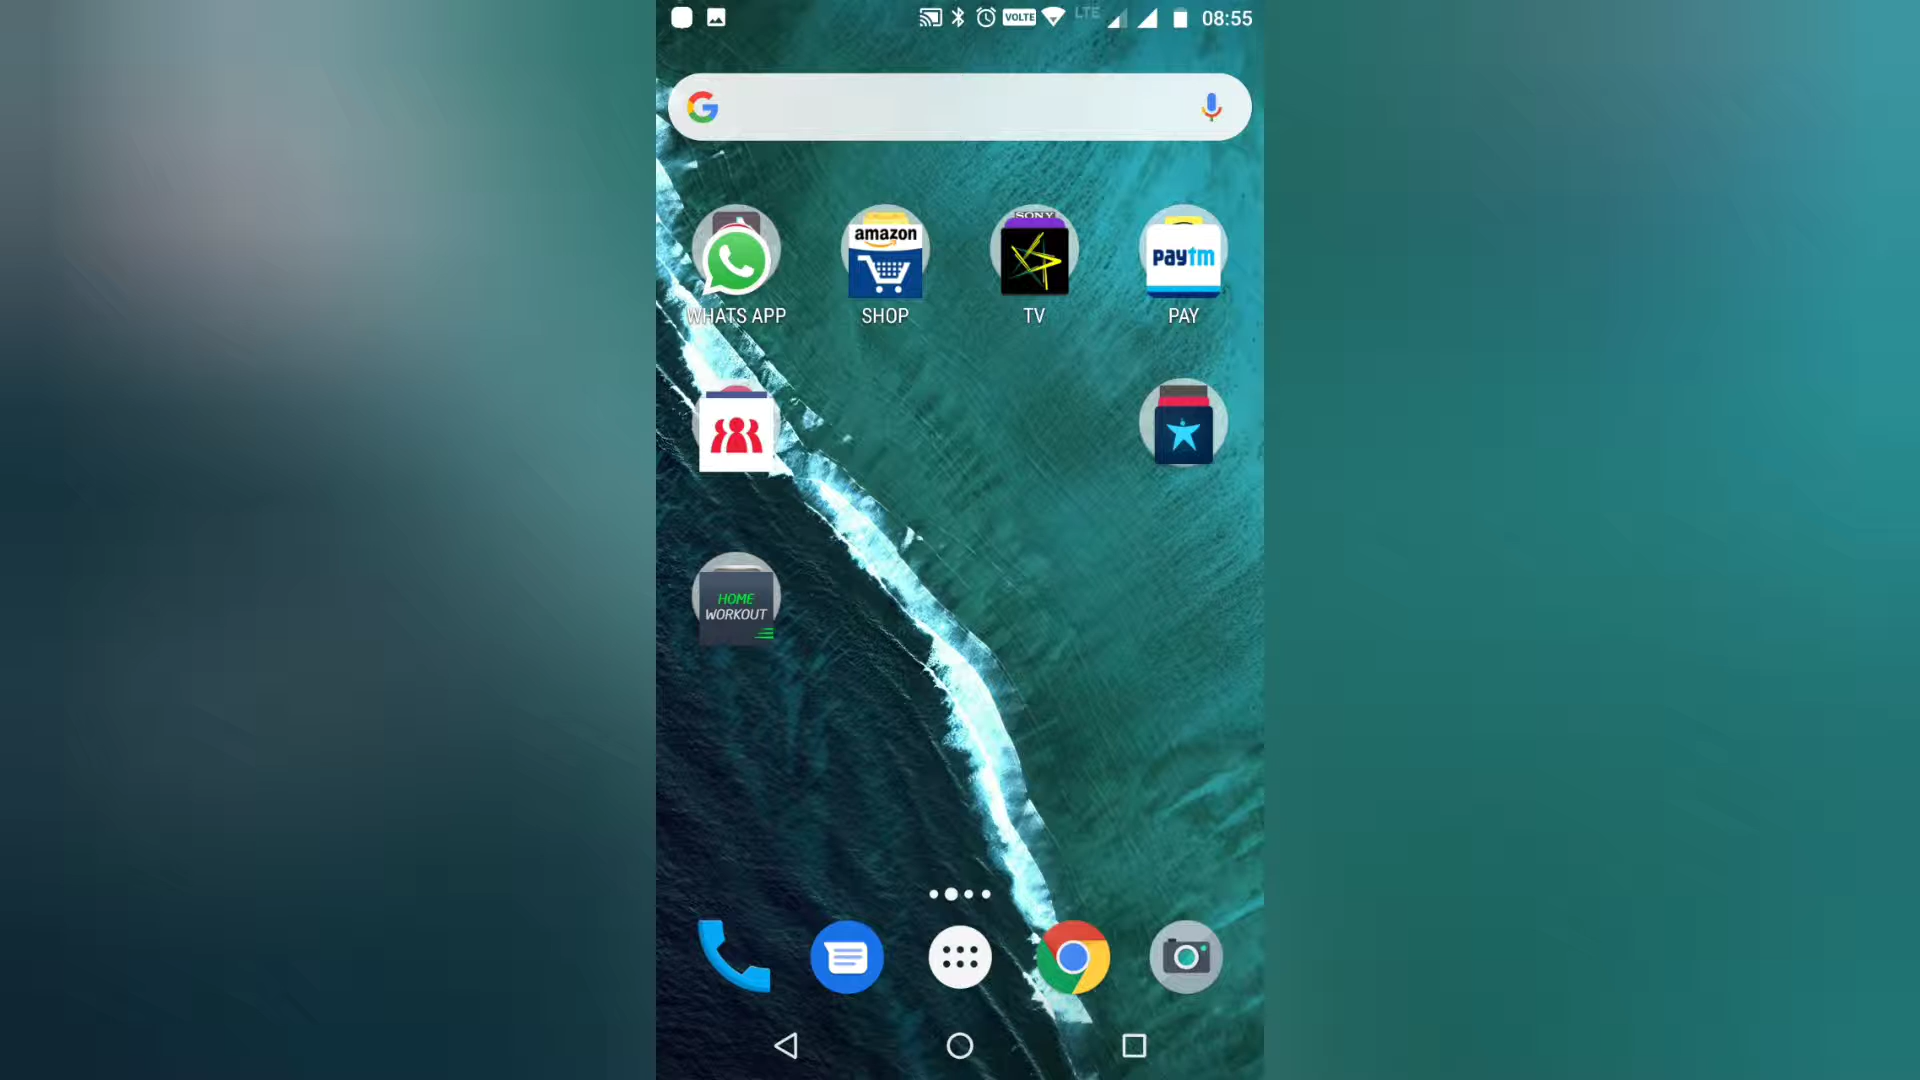 VOLTE LTE 08:55
SONY
amazon
paytm
WHATS APP SHOP TV PAY
HOME
WORKOUT